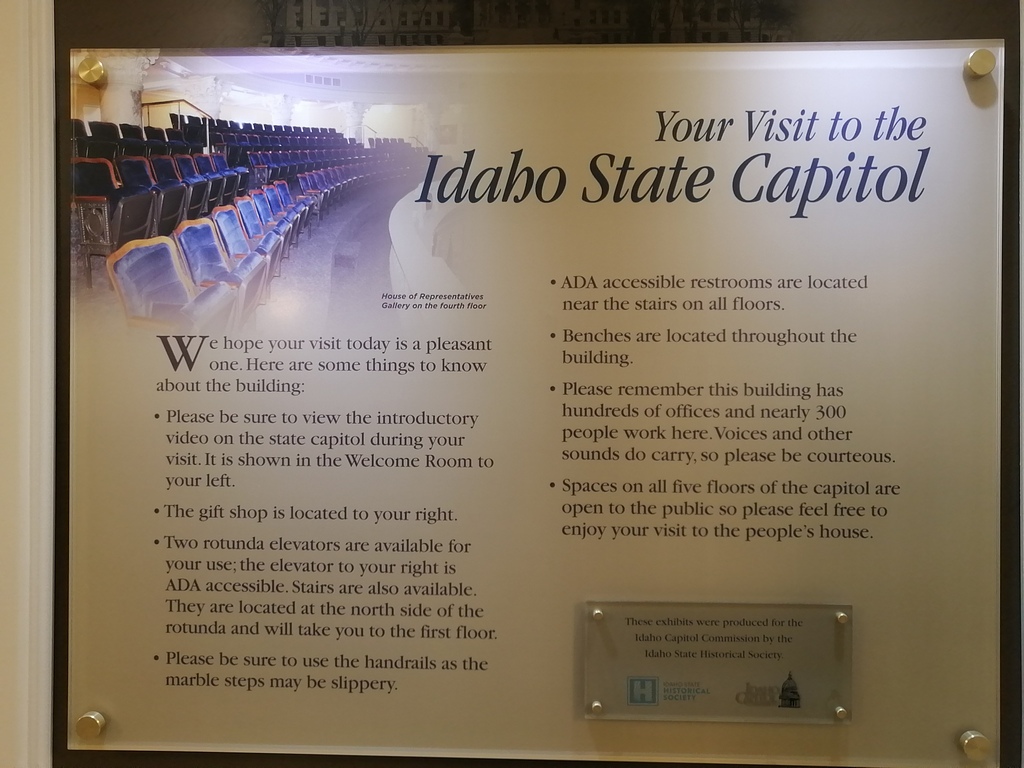 Your Visit to the
Idaho State Capitol
House of Representatives
Gallery on the fourth floor
We hope your visit today is a pleasant
one. Here are some things to know
about the building:
• Please be sure to view the introductory
video on the state capitol during your
visit. It is shown in the Welcome Room to
your left.
• The gift shop is located to your right.
• Two rotunda elevators are available for
your use; the elevator to your right is
ADA accessible. Stairs are also available.
They are located at the north side of the
rotunda and will take you to the first floor.
• Please be sure to use the handrails as the
marble steps may be slippery.
• ADA accessible restrooms are located
near the stairs on all floors.
• Benches are located throughout the
building.
• Please remember this building has
hundreds of offices and nearly 300
people work here. Voices and other
sounds do carry, so please be courteous.
• Spaces on all five floors of the capitol are
open to the public so please feel free to
enjoy your visit to the people's house.
These exhibits were produced for the
Idaho Capitol Commission by the
Idaho State Historical Society.
H
IDAHO STATE
HISTORICAL
SOCIETY